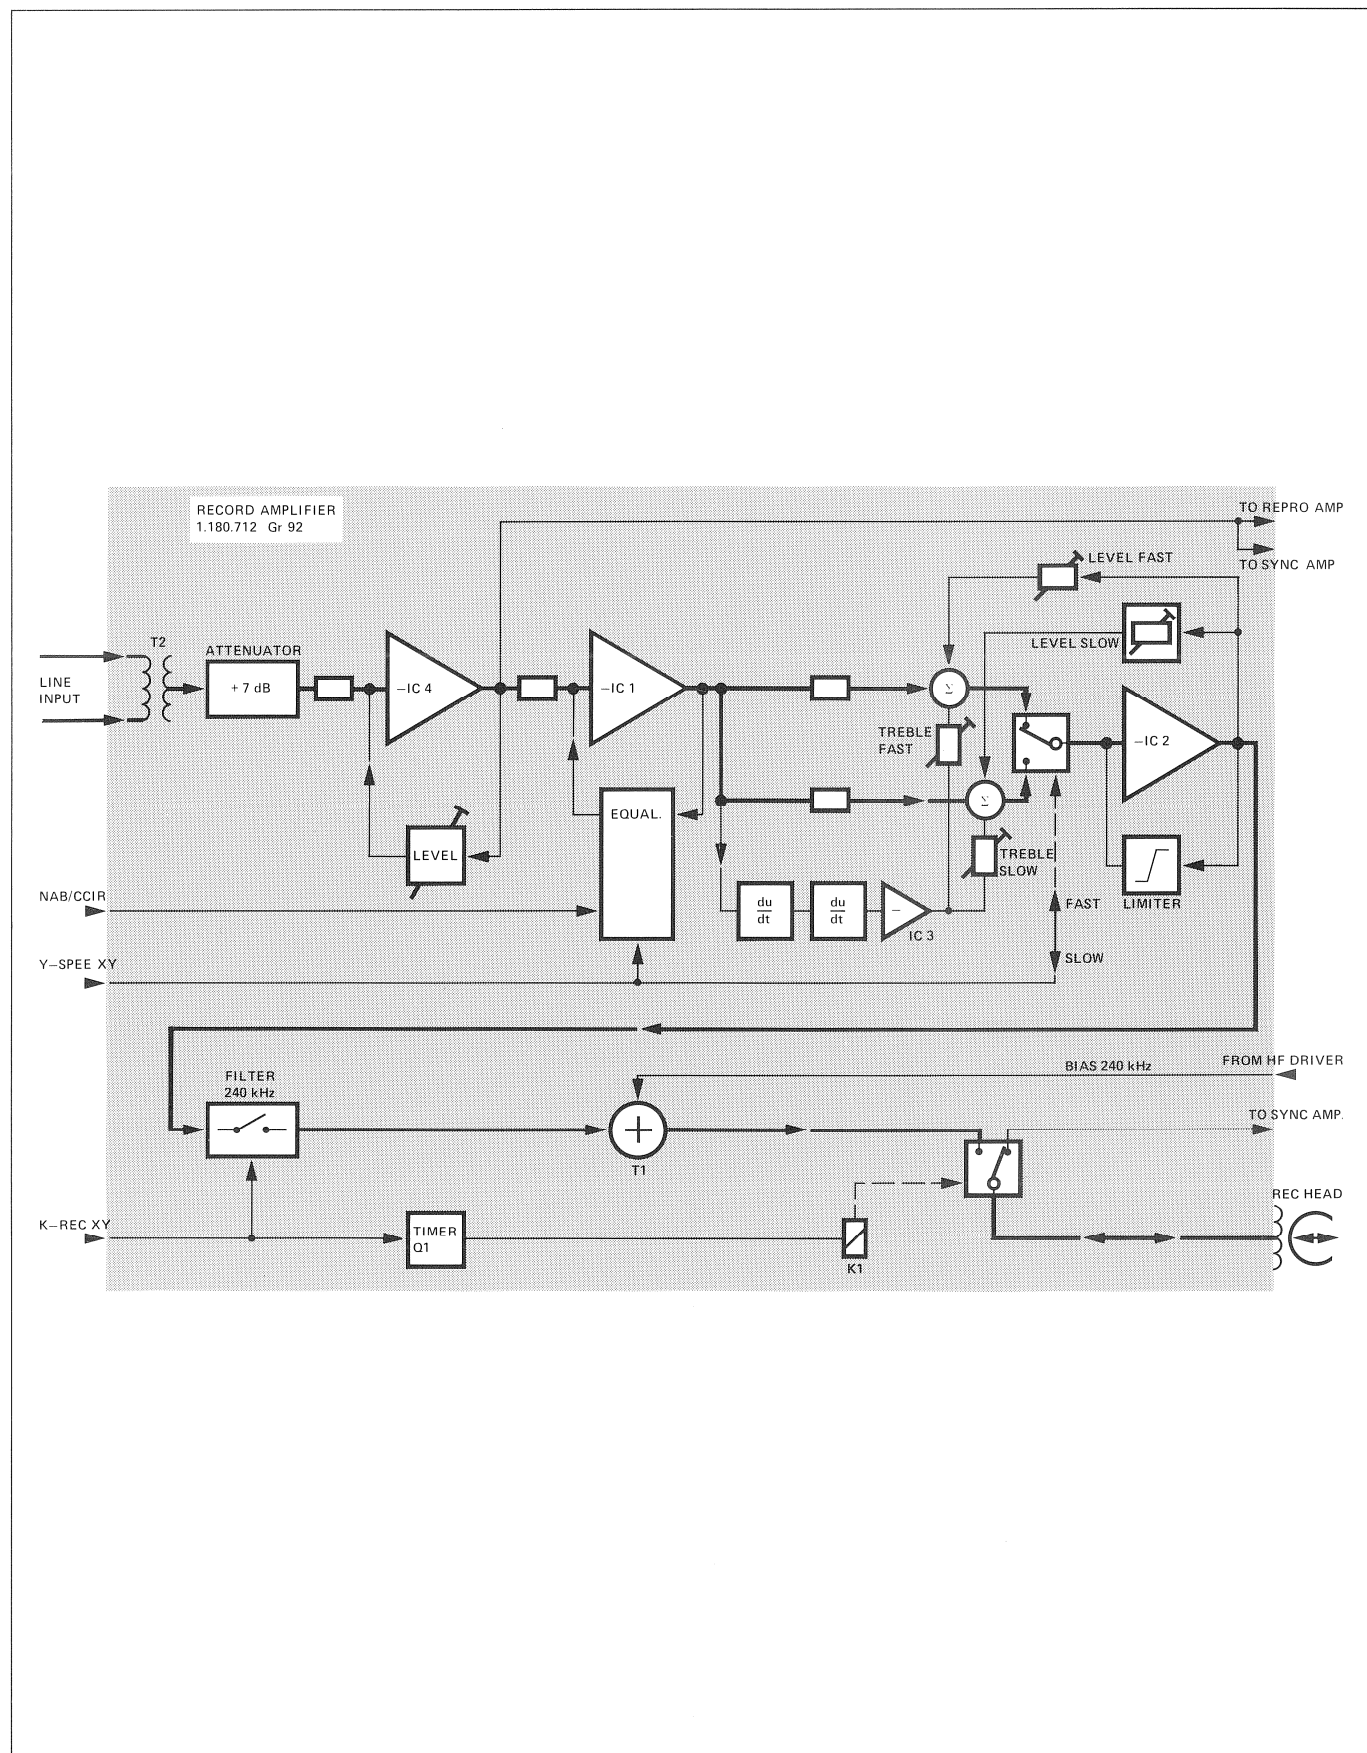 RECORD AMPLIFIER
1.180.712 Gr 92
TO REPRO AMP
TO SYNC AMP
LEVEL FAST
LEVEL SLOW
T2
ATTENUATOR
+ 7 dB
LINE
INPUT
–IC 4
–IC 1
Σ
TREBLE
FAST
–IC 2
EQUAL.
Σ
LEVEL
TREBLE
SLOW
NAB/CCIR
du
dt
du
dt
–
IC 3
FAST
LIMITER
Y–SPEE XY
SLOW
FROM HF DRIVER
BIAS 240 kHz
FILTER
240 kHz
TO SYNC AMP.
+
T1
REC HEAD
K–REC XY
TIMER
Q1
K1